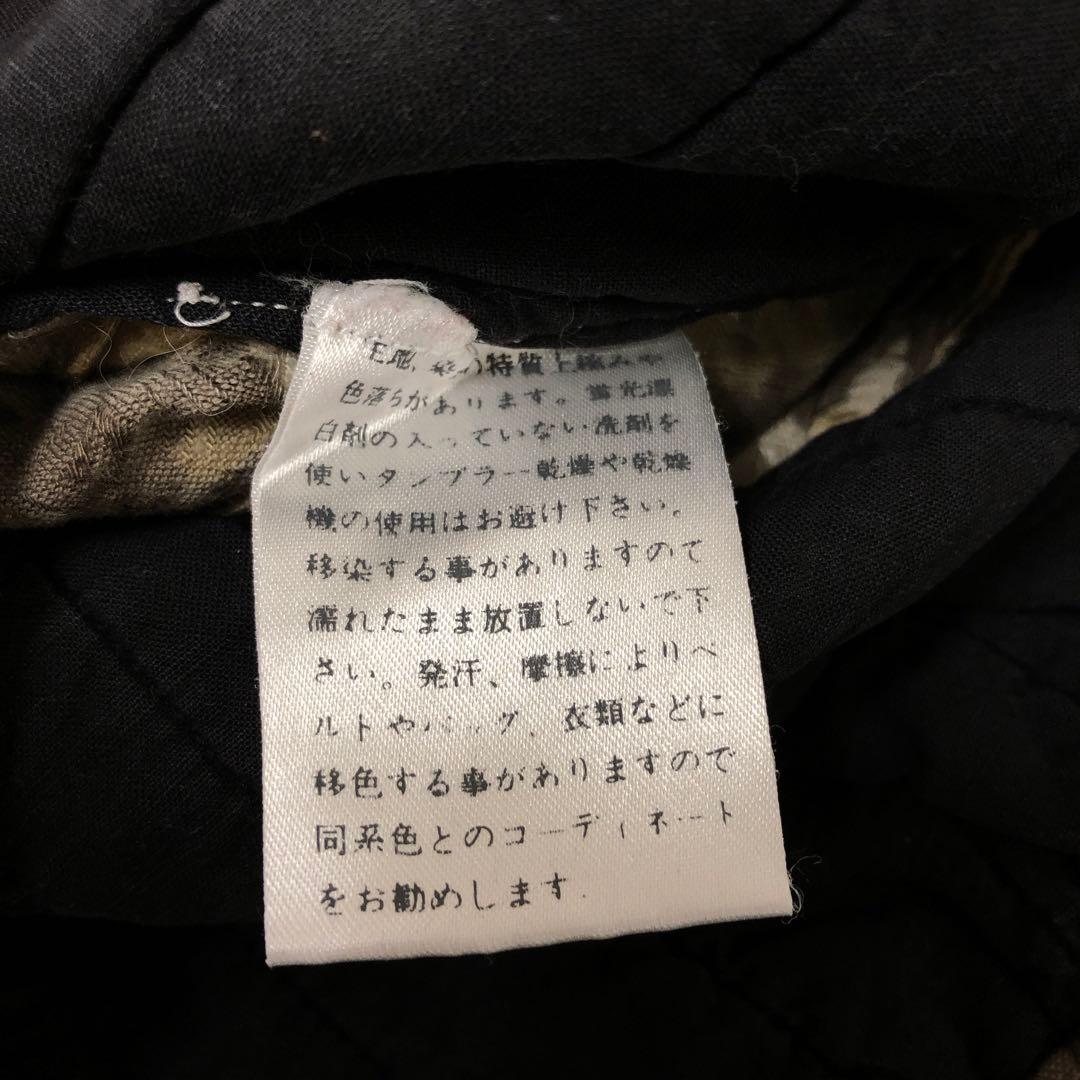 生地、染の特質上縮みや
色落ちがあります。蛍光漂
白剤の入っていない洗剤を
使いタンブラー乾燥や乾燥
機の使用はお避け下さい。
移染する事がありますので
濡れたまま放置しないで下
さい。発汗、摩擦によりベ
ルトやバッグ、衣類などに
移色する事がありますので
同系色とのコーディネート
をお勧めします.